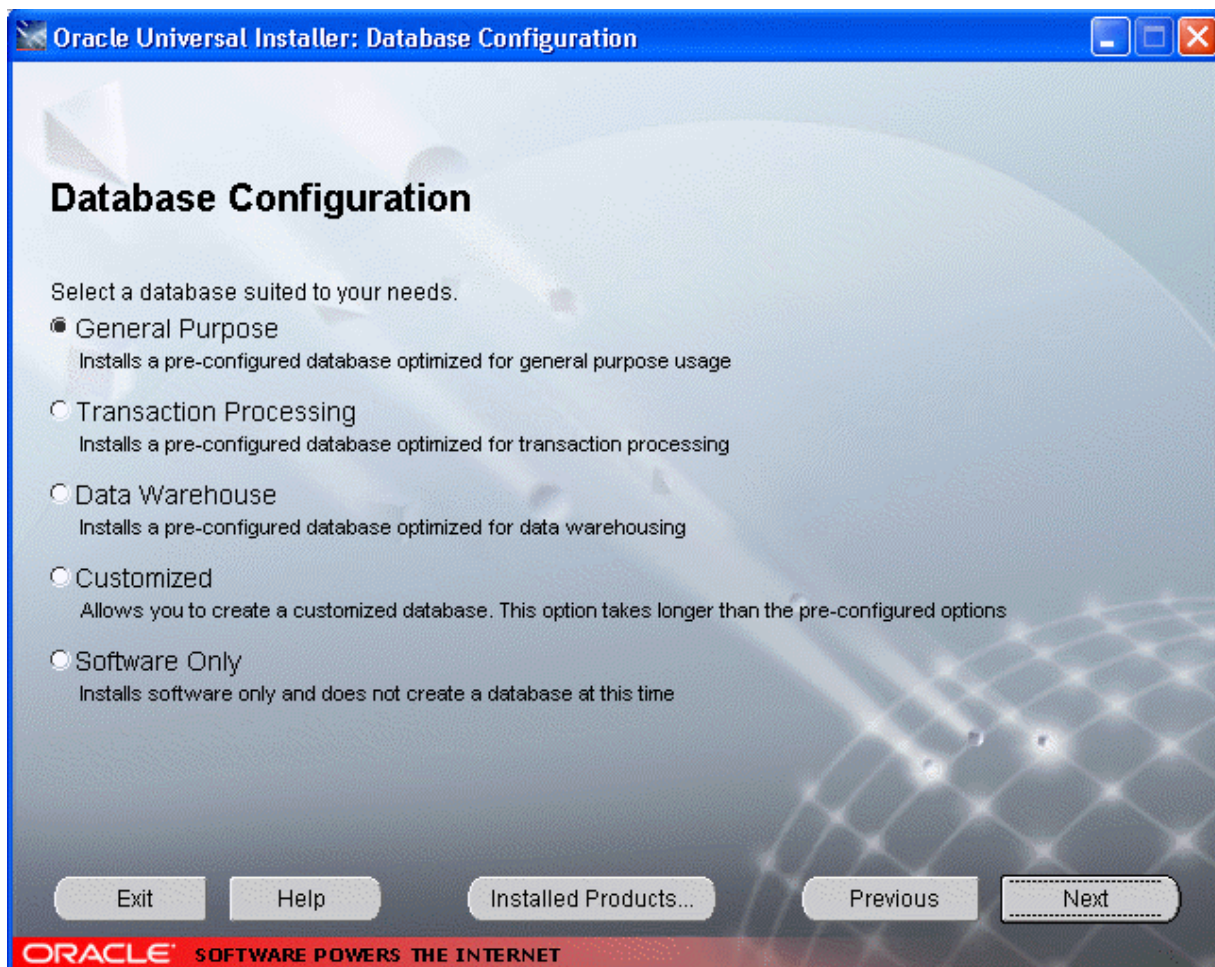 Oracle Universal Installer: Database Configuration
Database Configuration
Select a database suited to your needs.
General Purpose
Installs a pre-configured database optimized for general purpose usage
Transaction Processing
Installs a pre-configured database optimized for transaction processing
Data Warehouse
Installs a pre-configured database optimized for data warehousing
Customized
Allows you to create a customized database. This option takes longer than the pre-configured options
Software Only
Installs software only and does not create a database at this time
Exit Help Installed Products... Previous Next
ORACLE SOFTWARE POWERS THE INTERNET